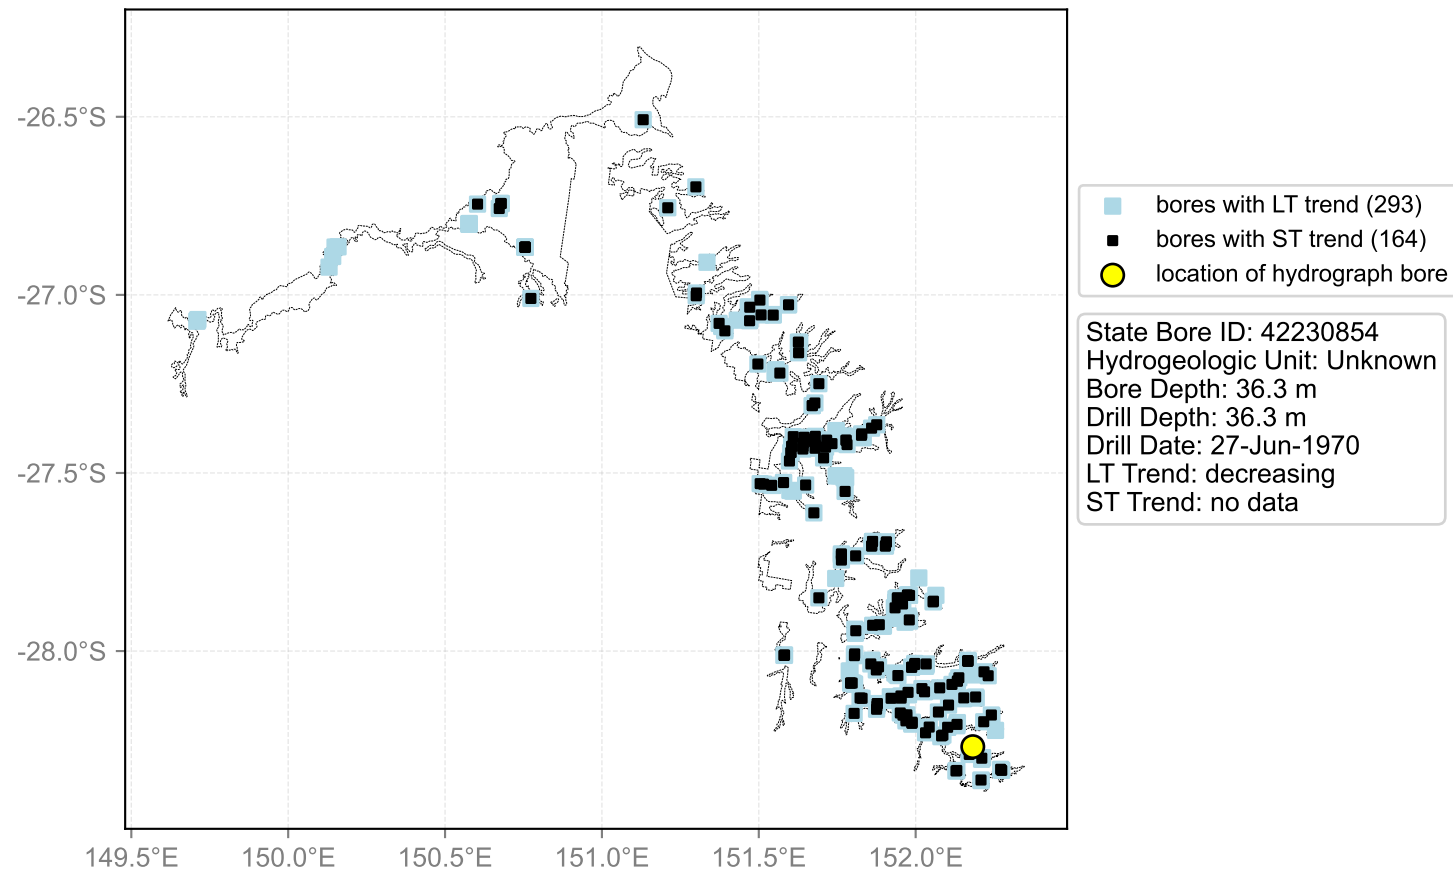 -26.5°S
-27.0°S
-27.5°S
-28.0°S
149.5°E
150.0°E
150.5°E
151.0°E
151.5°E
152.0°E
bores with LT trend (293)
bores with ST trend (164)
location of hydrograph bore
State Bore ID: 42230854
Hydrogeologic Unit: Unknown
Bore Depth: 36.3 m
Drill Depth: 36.3 m
Drill Date: 27-Jun-1970
LT Trend: decreasing
ST Trend: no data